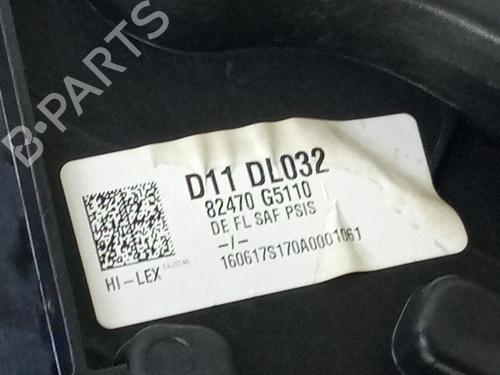 B-PARTS
D11 DL032
82470 G5110
DE FL SAF PSIS
-/-
160617S170A0001061
HI-LEX